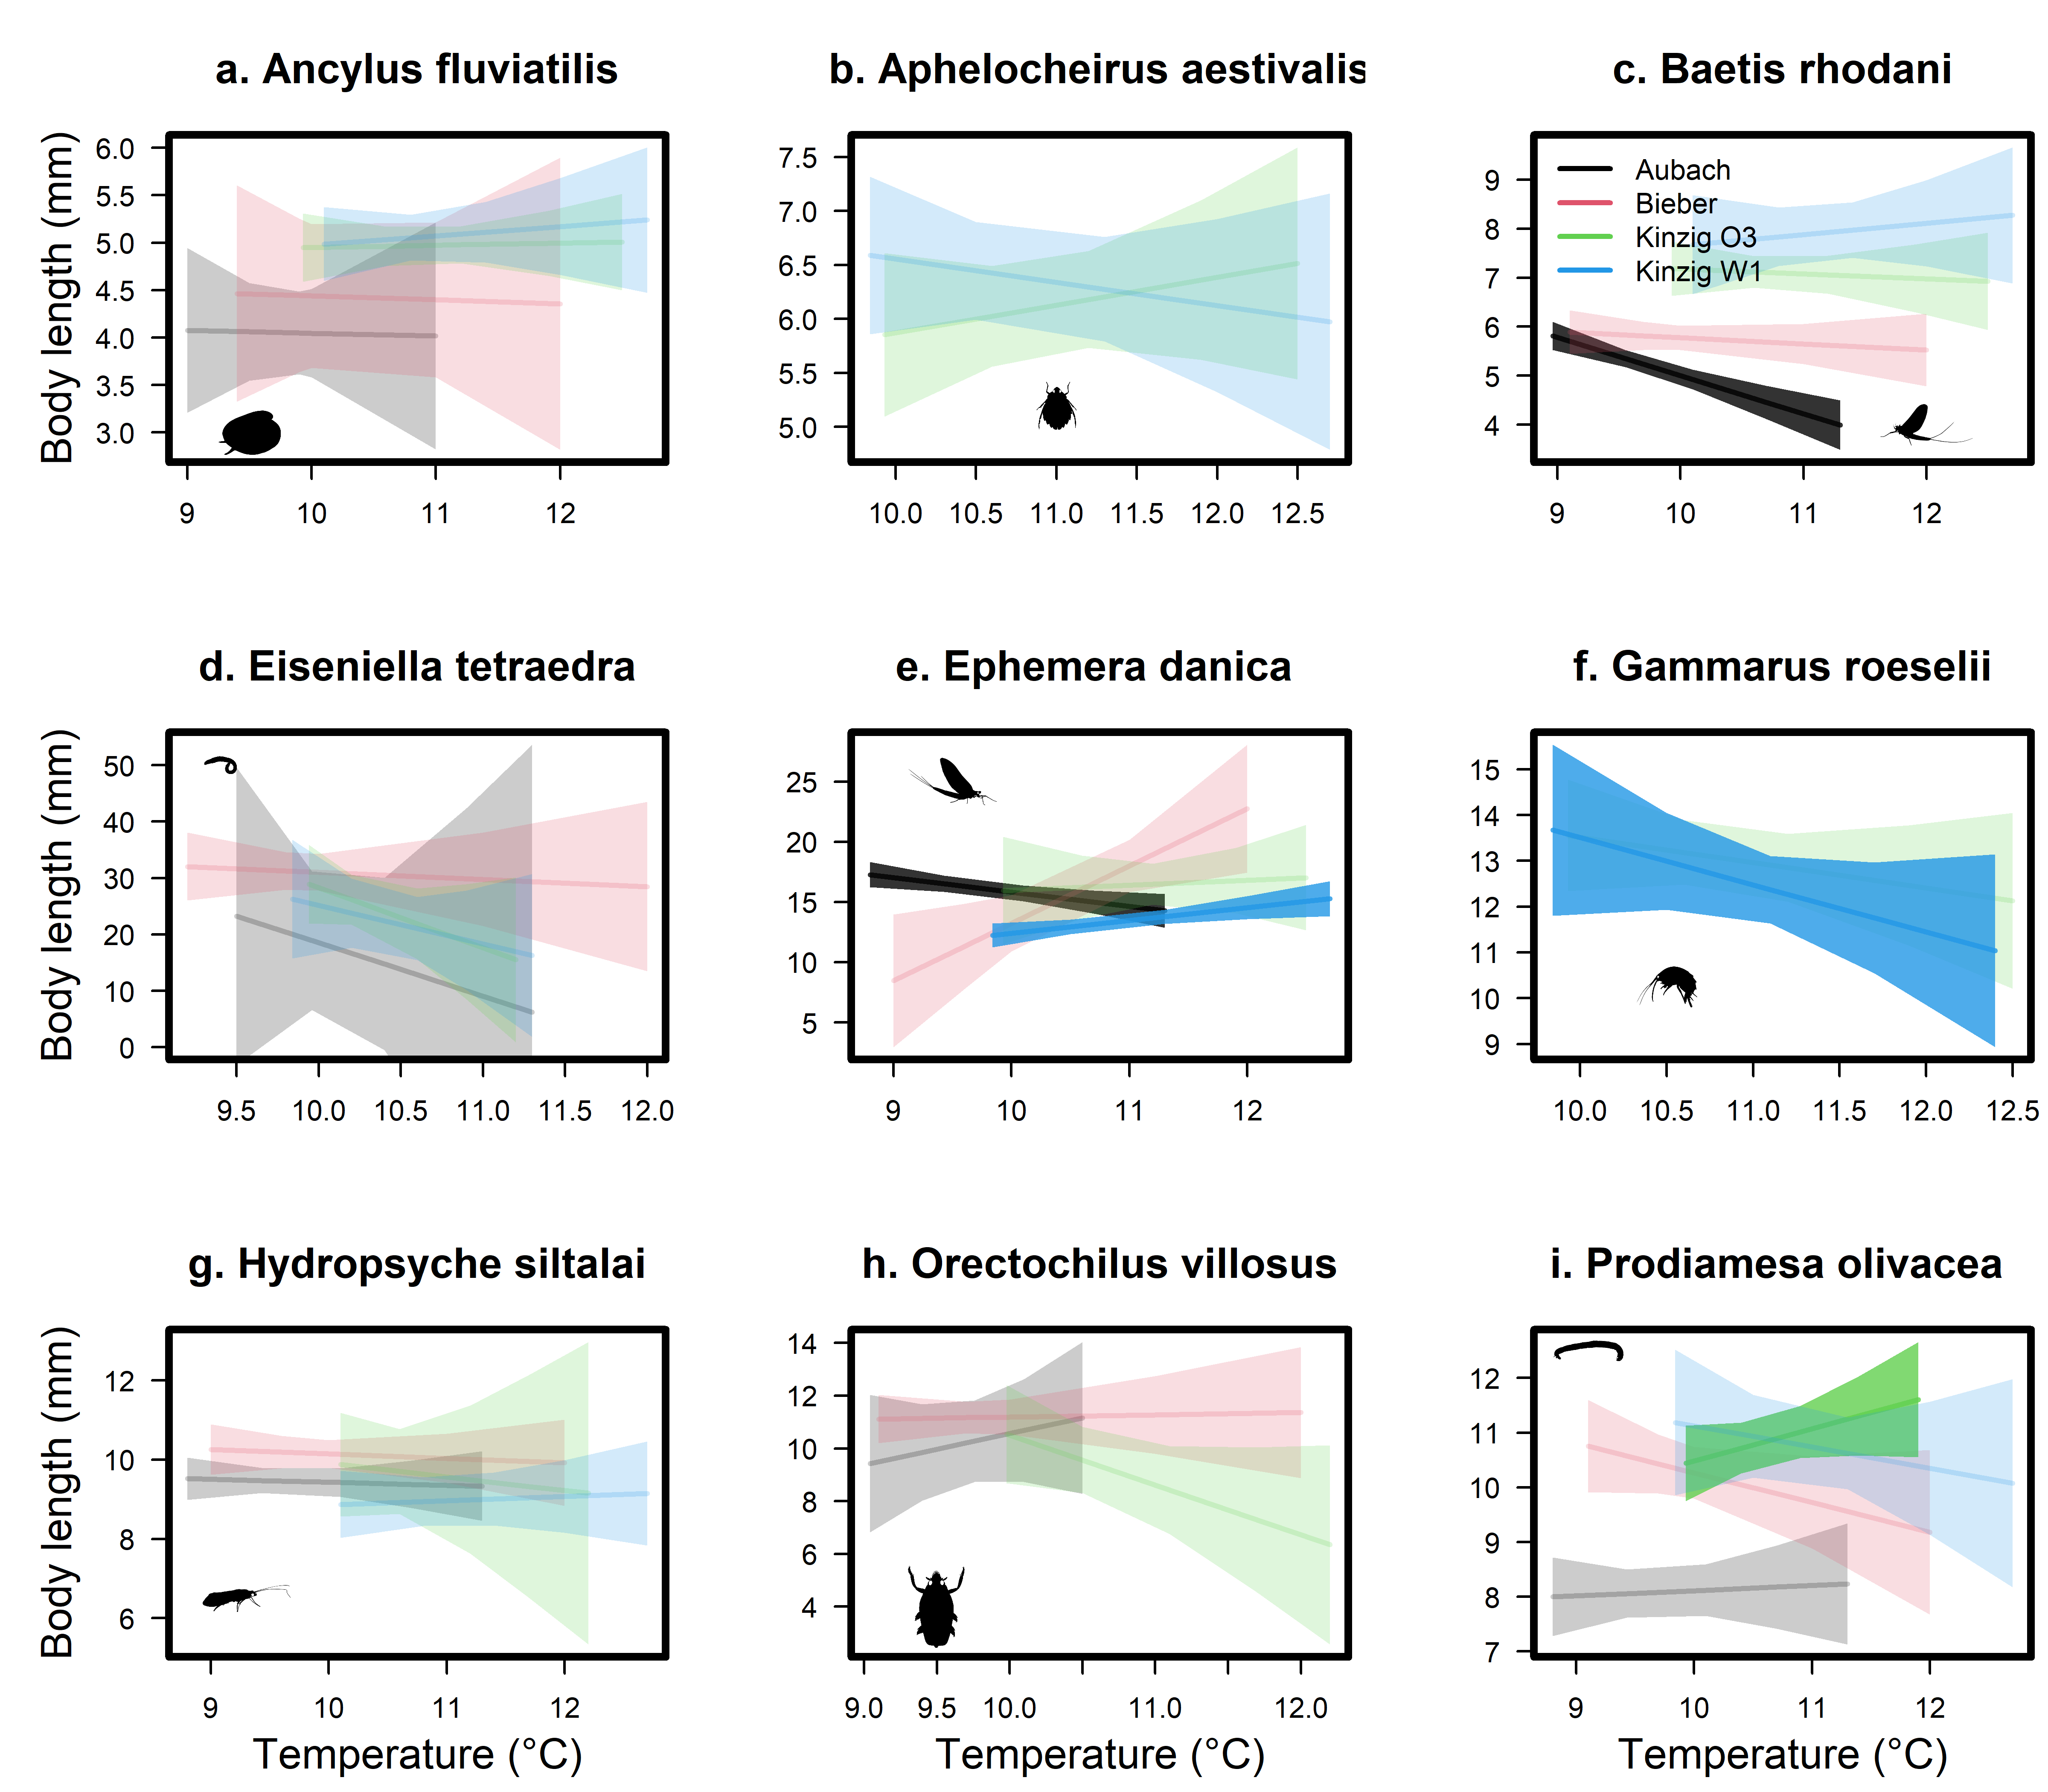 a. Ancylus fluviatilis
b. Aphelocheirus aestivalis
c. Baetis rhodani
Body length (mm)
6.0
5.5
5.0
4.5
4.0
3.5
3.0
9 10 11 12
7.5
7.0
6.5
6.0
5.5
5.0
10.0 10.5 11.0 11.5 12.0 12.5
9
8
7
6
5
4
Aubach
Bieber
Kinzig O3
Kinzig W1
9 10 11 12
d. Eiseniella tetraedra
e. Ephemera danica
f. Gammarus roeselii
Body length (mm)
50
40
30
20
10
0
9.5 10.0 10.5 11.0 11.5 12.0
25
20
15
10
5
9 10 11 12
15
14
13
12
11
10
9
10.0 10.5 11.0 11.5 12.0 12.5
g. Hydropsyche siltalai
h. Orectochilus villosus
i. Prodiamesa olivacea
Body length (mm)
12
10
8
6
9 10 11 12
Temperature (°C)
14
12
10
8
6
4
9.0 9.5 10.0 11.0 12.0
Temperature (°C)
12
11
10
9
8
7
9 10 11 12
Temperature (°C)